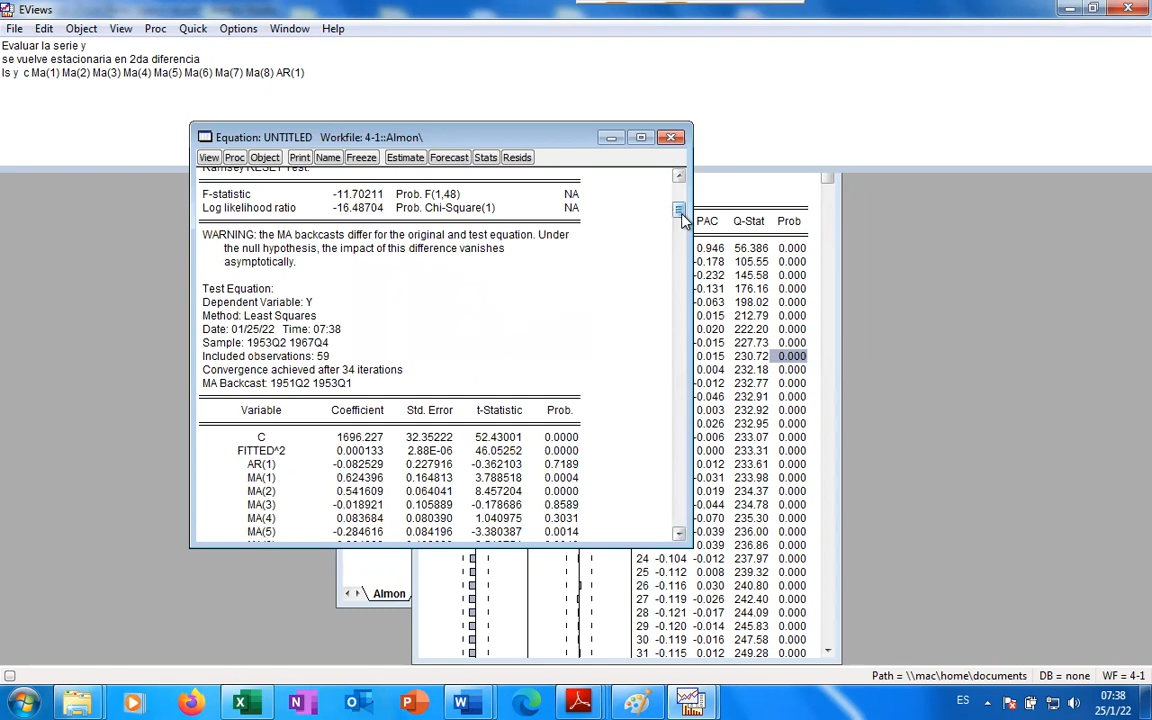 EViews
File Edit Object View Proc Quick Options Window Help
Evaluar la serie y
se vuelve estacionaria en 2da diferencia
ls y c Ma(1) Ma(2) Ma(3) Ma(4) Ma(5) Ma(6) Ma(7) Ma(8) AR(1)
Equation: UNTITLED Workfile: 4-1::Almon\
View Proc Object Print Name Freeze Estimate Forecast Stats Resids
Ramsey RESET Test:
F-statistic -11.70211 Prob. F(1,48) NA
Log likelihood ratio -16.48704 Prob. Chi-Square(1) NA
WARNING: the MA backcasts differ for the original and test equation. Under
the null hypothesis, the impact of this difference vanishes
asymptotically.
Test Equation:
Dependent Variable: Y
Method: Least Squares
Date: 01/25/22 Time: 07:38
Sample: 1953Q2 1967Q4
Included observations: 59
Convergence achieved after 34 iterations
MA Backcast: 1951Q2 1953Q1
Variable Coefficient Std. Error t-Statistic Prob.
C 1696.227 32.35222 52.43001 0.0000
FITTED^2 0.000133 2.88E-06 46.05252 0.0000
AR(1) -0.082529 0.227916 -0.362103 0.7189
MA(1) 0.624396 0.164813 3.788518 0.0004
MA(2) 0.541609 0.064041 8.457204 0.0000
MA(3) -0.018921 0.105889 -0.178686 0.8589
MA(4) 0.083684 0.080390 1.040975 0.3031
MA(5) -0.284616 0.084196 -3.380387 0.0014
PAC Q-Stat Prob
0.946 56.386 0.000
-0.178 105.55 0.000
-0.232 145.58 0.000
-0.131 176.16 0.000
-0.063 198.02 0.000
0.015 212.79 0.000
0.020 222.20 0.000
-0.015 227.73 0.000
0.015 230.72 0.000
0.004 232.18 0.000
-0.012 232.77 0.000
-0.046 232.91 0.000
0.003 232.92 0.000
0.026 232.95 0.000
-0.006 233.07 0.000
0.000 233.31 0.000
0.012 233.61 0.000
-0.031 233.98 0.000
0.019 234.37 0.000
-0.044 234.78 0.000
-0.070 235.30 0.000
-0.039 236.00 0.000
0.039 236.86 0.000
24 -0.104 -0.012 237.97 0.000
25 -0.112 0.008 239.32 0.000
26 -0.116 0.030 240.80 0.000
27 -0.119 -0.026 242.40 0.000
28 -0.121 -0.017 244.09 0.000
29 -0.120 -0.014 245.83 0.000
30 -0.119 -0.016 247.58 0.000
31 -0.115 0.012 249.28 0.000
Almon
Path = \\mac\home\documents DB = none WF = 4-1
ES
07:38
25/1/22